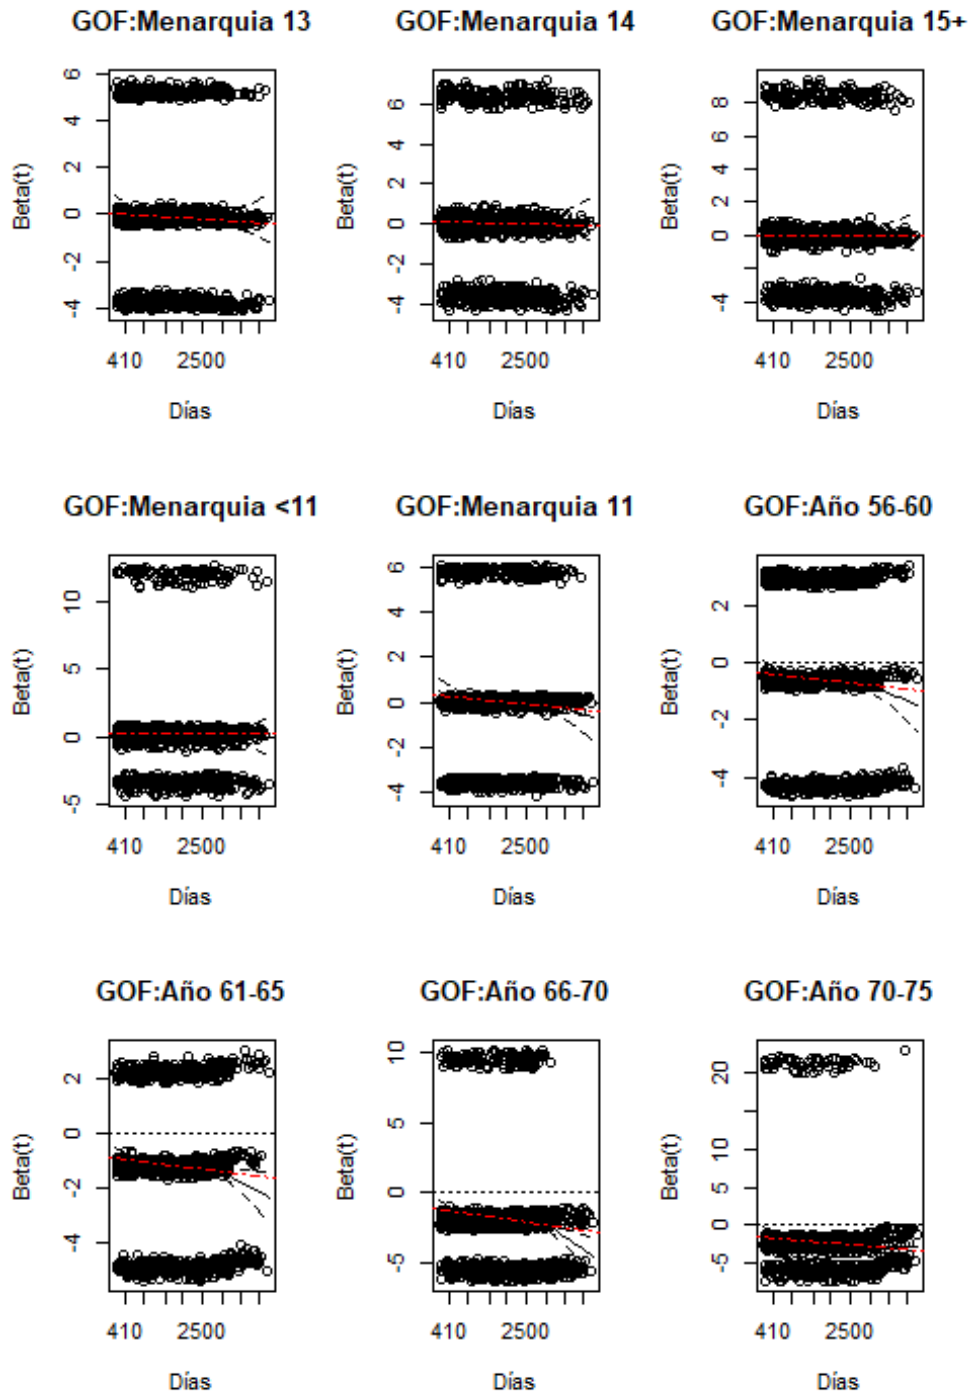 GOF:Menarquia 13 GOF:Menarquia 14 GOF:Menarquia 15+
Beta(t) 6 4 2 0 -2 -4 Beta(t) 6 4 2 0 -2 -4 Beta(t) 8 6 4 2 0 -4
410 2500 410 2500 410 2500
Días Días Días
GOF:Menarquia <11 GOF:Menarquia 11 GOF:Año 56-60
Beta(t) 10 5 0 -5 Beta(t) 6 4 2 0 -2 -4 Beta(t) 2 0 -2 -4
410 2500 410 2500 410 2500
Días Días Días
GOF:Año 61-65 GOF:Año 66-70 GOF:Año 70-75
Beta(t) 2 0 -2 -4 Beta(t) 10 5 0 -5 Beta(t) 20 10 0 -5
410 2500 410 2500 410 2500
Días Días Días